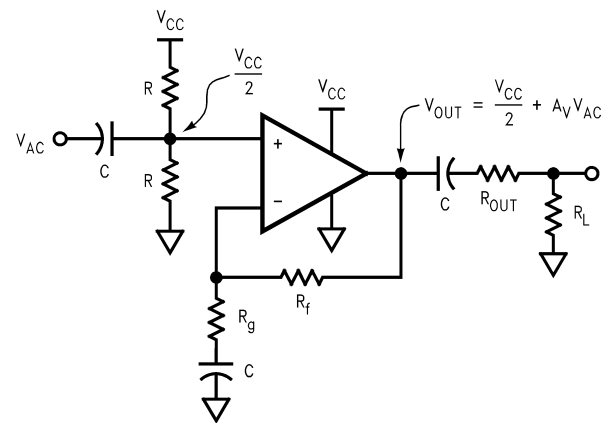 V_CC
R
V_CC/2
V_CC
V_OUT = V_CC/2 + A_V V_AC
V_AC
C
+
R
−
C
R_OUT
R_L
R_f
R_g
C